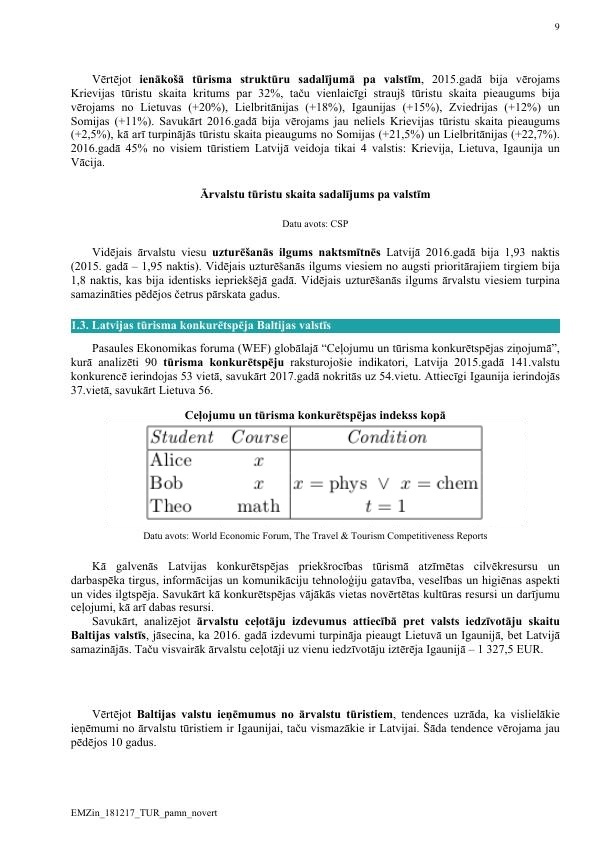 9
Vērtējot ienākošā tūrisma struktūru sadalījumā pa valstīm, 2015.gadā bija vērojams
Krievijas tūristu skaita kritums par 32%, taču vienlaicīgi straujš tūristu skaita pieaugums bija
vērojams no Lietuvas (+20%), Lielbritānijas (+18%), Igaunijas (+15%), Zviedrijas (+12%) un
Somijas (+11%). Savukārt 2016.gadā bija vērojams jau neliels Krievijas tūristu skaita pieaugums
(+2,5%), kā arī turpinājās tūristu skaita pieaugums no Somijas (+21,5%) un Lielbritānijas (+22,7%).
2016.gadā 45% no visiem tūristiem Latvijā veidoja tikai 4 valstis: Krievija, Lietuva, Igaunija un
Vācija.
Ārvalstu tūristu skaita sadalījums pa valstīm
Datu avots: CSP
Vidējais ārvalstu viesu uzturēšanās ilgums naktsmītnēs Latvijā 2016.gadā bija 1,93 naktis
(2015. gadā – 1,95 naktis). Vidējais uzturēšanās ilgums viesiem no augsti prioritārajiem tirgiem bija
1,8 naktis, kas bija identisks iepriekšējā gadā. Vidējais uzturēšanās ilgums ārvalstu viesiem turpina
samazināties pēdējos četrus pārskata gadus.
1.3. Latvijas tūrisma konkurētspēja Baltijas valstīs
Pasaules Ekonomikas foruma (WEF) globālajā “Ceļojumu un tūrisma konkurētspējas ziņojumā”,
kurā analizēti 90 tūrisma konkurētspēju raksturojošie indikatori, Latvija 2015.gadā 141.valstu
konkurencē ierindojas 53 vietā, savukārt 2017.gadā nokritās uz 54.vietu. Attiecīgi Igaunija ierindojās
37.vietā, savukārt Lietuva 56.
Ceļojumu un tūrisma konkurētspējas indekss kopā
Student Course Condition
Alice x
Bob x x = phys ∨ x = chem
Theo math t = 1
Datu avots: World Economic Forum, The Travel & Tourism Competitiveness Reports
Kā galvenās Latvijas konkurētspējas priekšrocības tūrismā atzīmētas cilvēkresursu un
darbaspēka tirgus, informācijas un komunikāciju tehnoloģiju gatavība, veselības un higiēnas aspekti
un vides ilgtspēja. Savukārt kā konkurētspējas vājākās vietas novērtētas kultūras resursi un darījumu
ceļojumi, kā arī dabas resursi.
Savukārt, analizējot ārvalstu ceļotāju izdevumus attiecībā pret valsts iedzīvotāju skaitu
Baltijas valstīs, jāsecina, ka 2016. gadā izdevumi turpināja pieaugt Lietuvā un Igaunijā, bet Latvijā
samazinājās. Taču visvairāk ārvalstu ceļotāji uz vienu iedzīvotāju iztērēja Igaunijā – 1 327,5 EUR.
Vērtējot Baltijas valstu ieņēmumus no ārvalstu tūristiem, tendences uzrāda, ka vislielākie
ieņēmumi no ārvalstu tūristiem ir Igaunijai, taču vismazākie ir Latvijai. Šāda tendence vērojama jau
pēdējos 10 gadus.
EMZin_181217_TUR_pamn_novert